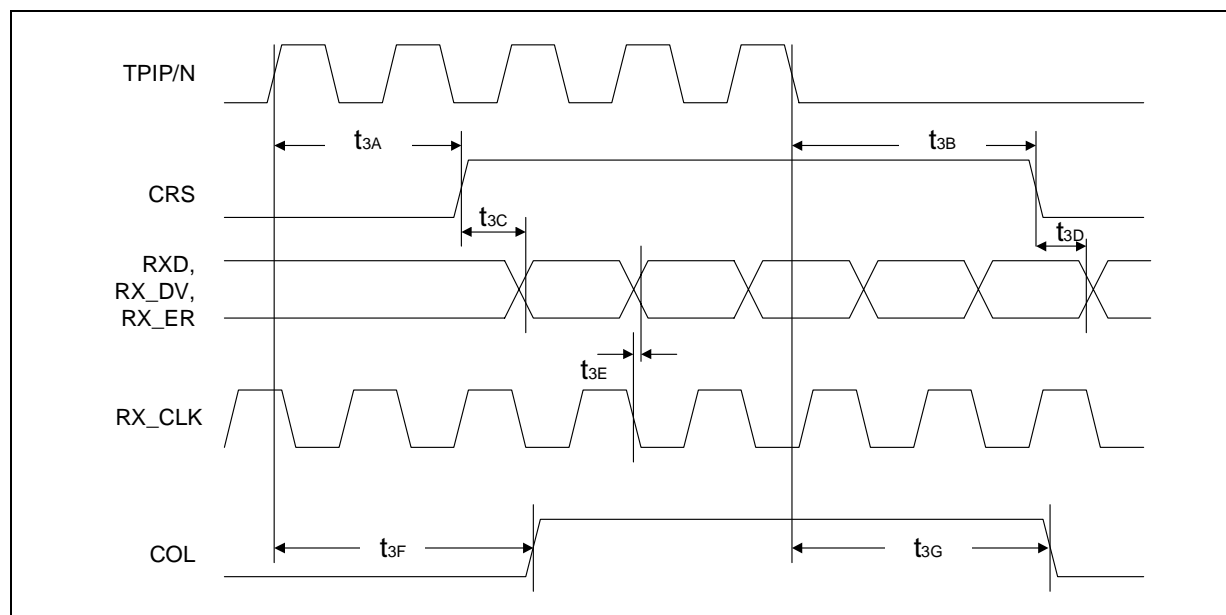 TPIP/N
t3A
t3B
CRS
t3C
t3D
RXD,
RX_DV,
RX_ER
t3E
RX_CLK
COL
t3F
t3G